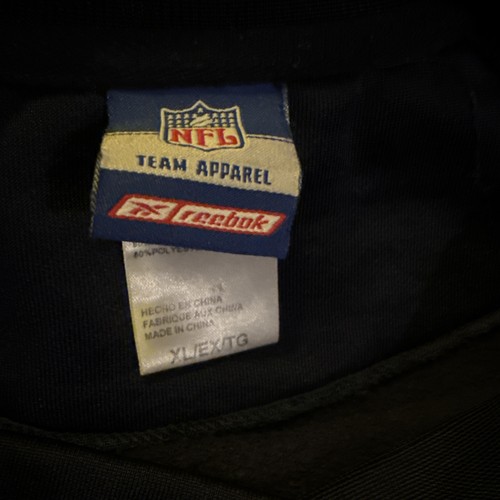 NFL
TEAM APPAREL
Reebok
HECHO EN CHINA
FABRIQUE AUX CHINA
MADE IN CHINA
XL/EX/TG